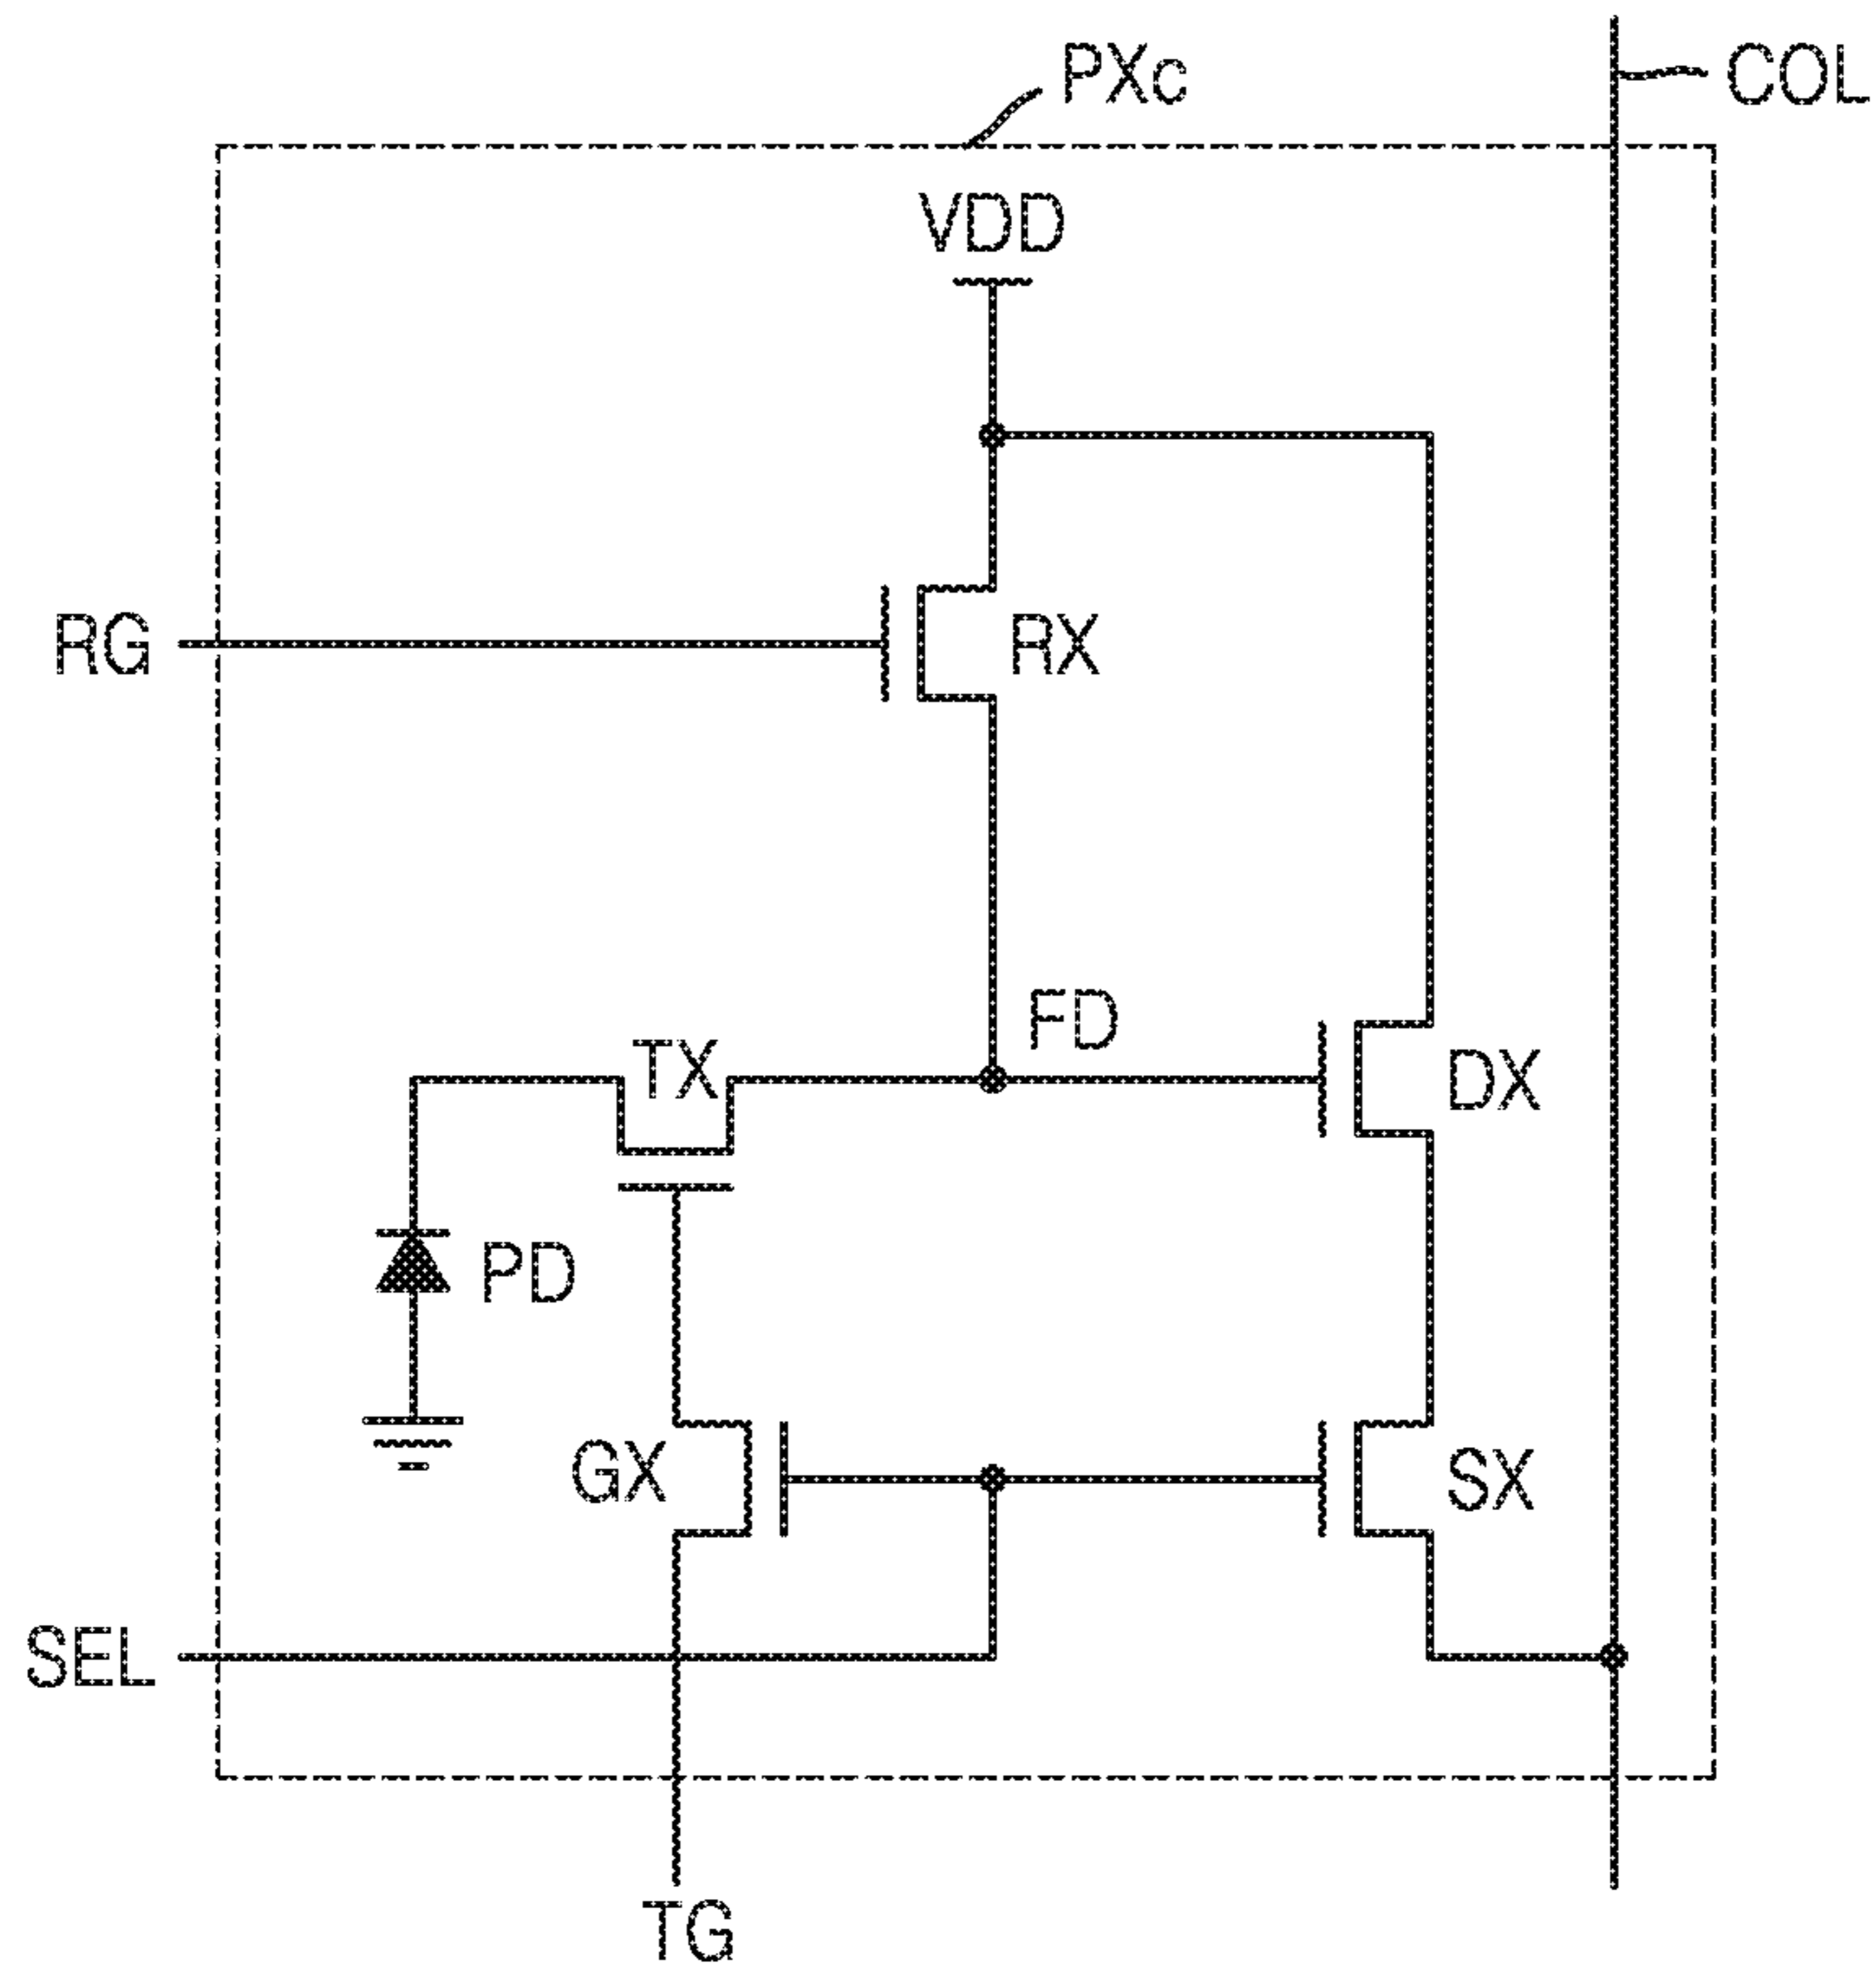 PXc
COL
VDD
RG
RX
FD
TX
DX
PD
GX
SX
SEL
TG